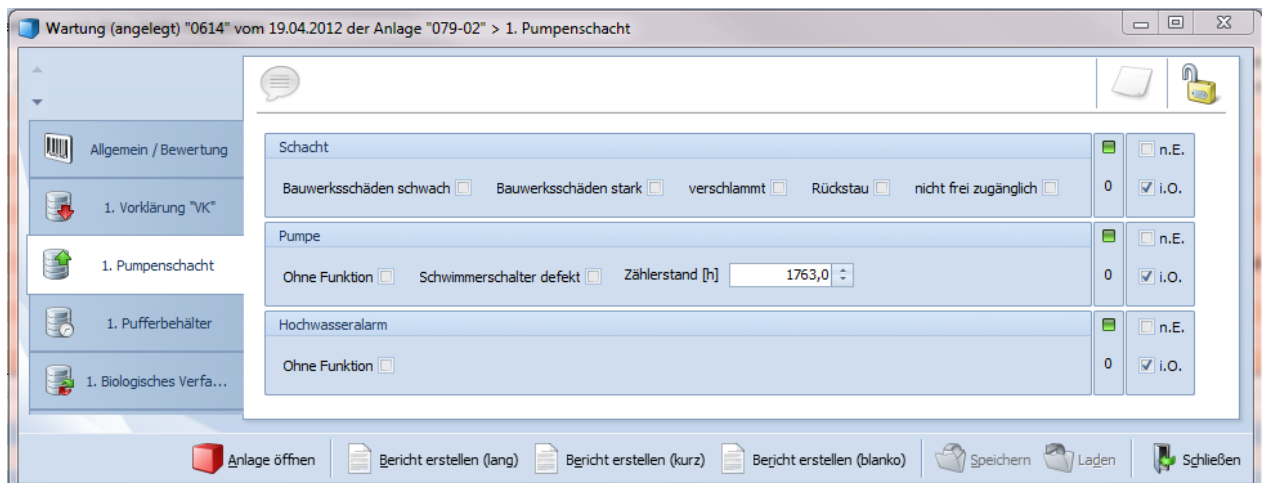 Wartung (angelegt) "0614" vom 19.04.2012 der Anlage "079-02" > 1. Pumpenschacht
Allgemein / Bewertung
1. Vorklärung "VK"
1. Pumpenschacht
1. Pufferbehälter
1. Biologisches Verfa...
Schacht
n.E.
Bauwerksschäden schwach Bauwerksschäden stark verschlammt Rückstau nicht frei zugänglich
0
i.O.
Pumpe
n.E.
Ohne Funktion Schwimmerschalter defekt Zählerstand [h] 1763,0
0
i.O.
Hochwasseralarm
n.E.
Ohne Funktion
0
i.O.
Anlage öffnen Bericht erstellen (lang) Bericht erstellen (kurz) Bericht erstellen (blanko) Speichern Laden Schließen